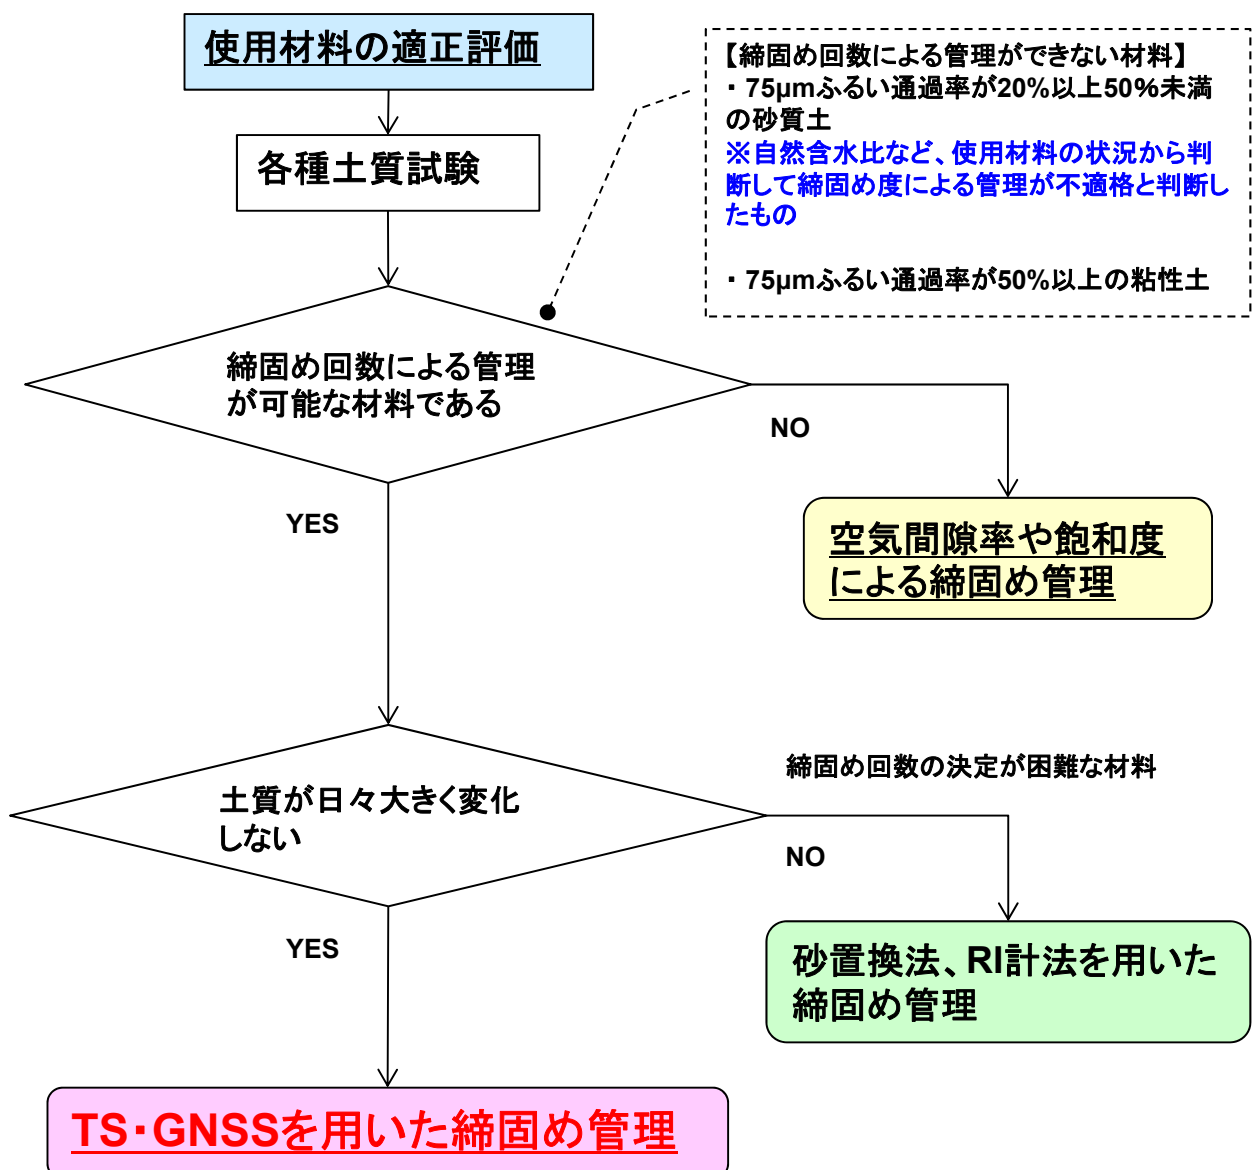 使用材料の適正評価
【締固め回数による管理ができない材料】
・75μmふるい通過率が20%以上50%未満
の砂質土
※自然含水比など、使用材料の状況から判
断して締固め度による管理が不適格と判断し
たもの
・75μmふるい通過率が50%以上の粘性土
各種土質試験
締固め回数による管理
が可能な材料である
NO
YES
空気間隙率や飽和度
による締固め管理
締固め回数の決定が困難な材料
土質が日々大きく変化
しない
NO
YES
砂置換法、RI計法を用いた
締固め管理
TS・GNSSを用いた締固め管理